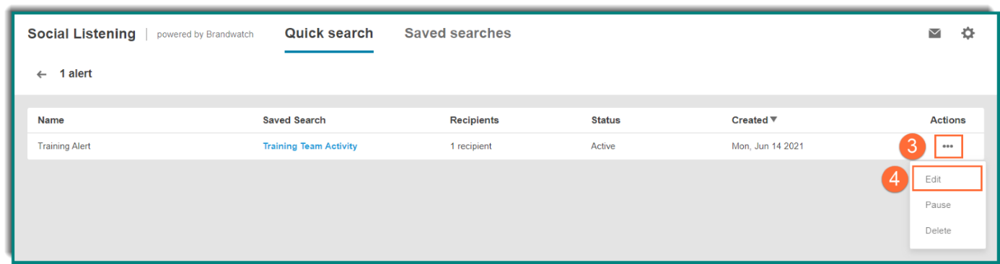 Social Listening | powered by Brandwatch Quick search Saved searches
← 1 alert
Name Saved Search Recipients Status Created ▼ Actions
Training Alert Training Team Activity 1 recipient Active Mon, Jun 14 2021 3 •••
4 Edit
Pause
Delete